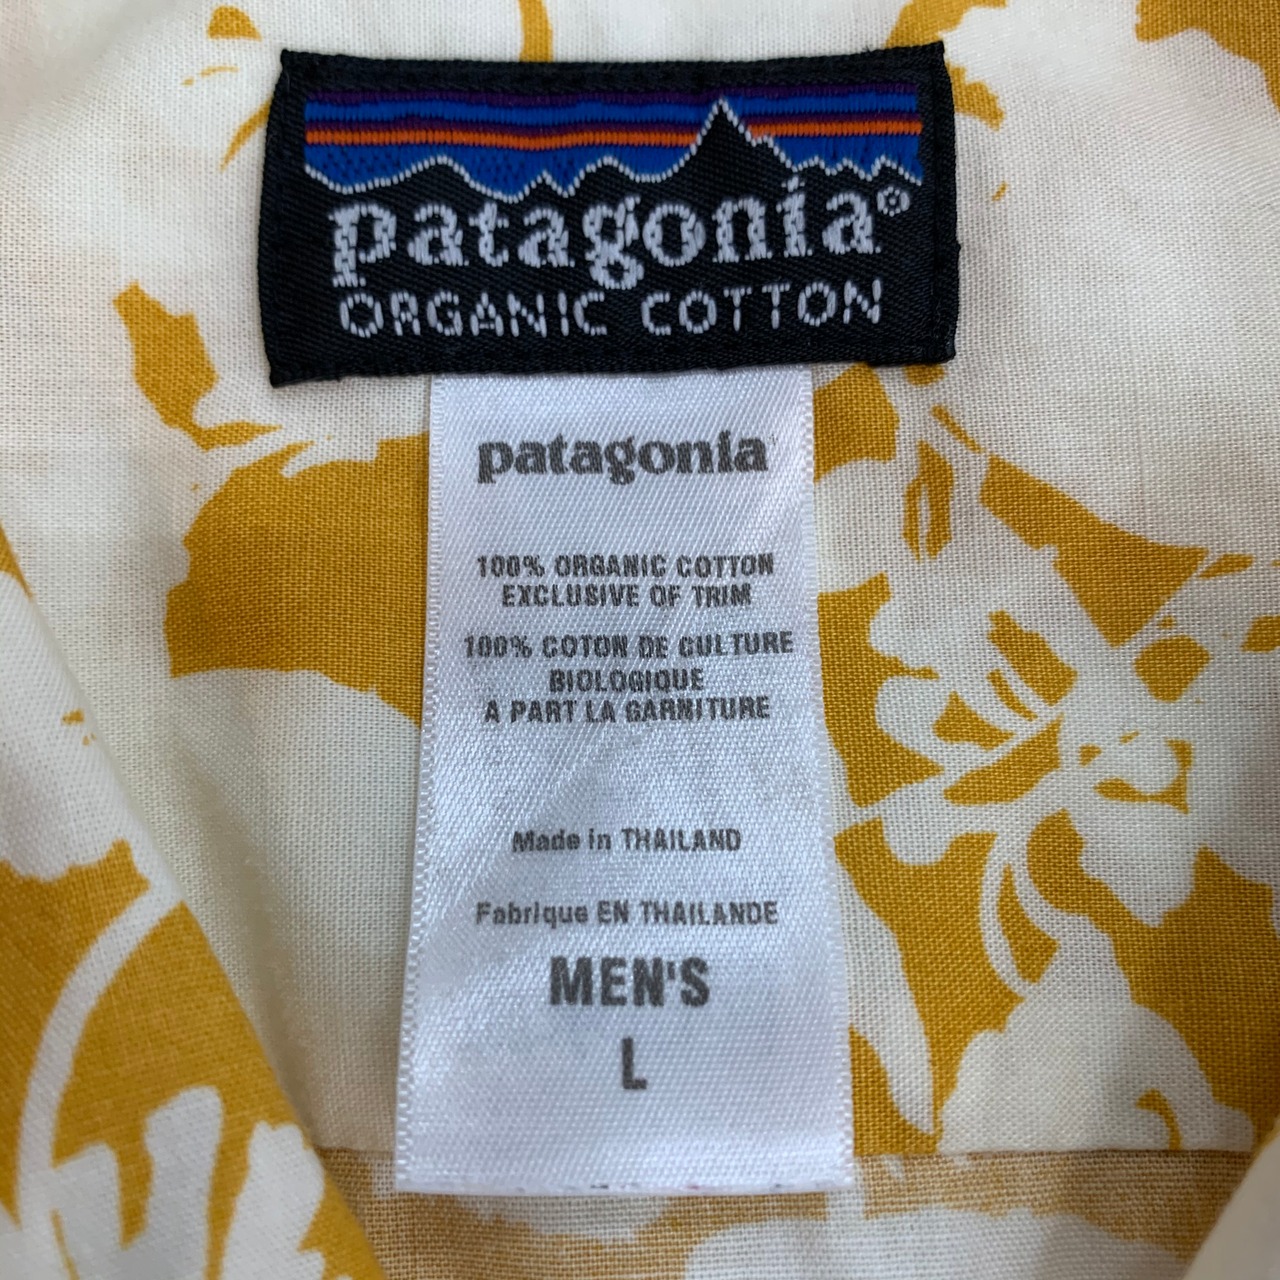 patagonia®
ORGANIC COTTON
patagonia
100% ORGANIC COTTON
EXCLUSIVE OF TRIM
100% COTON DE CULTURE
BIOLOGIQUE
A PART LA GARNITURE
Made in THAILAND
Fabrique EN THAILANDE
MEN'S
L